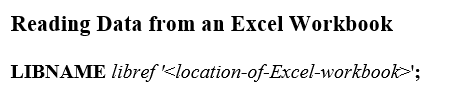 Reading Data from an Excel Workbook
LIBNAME libref '<location-of-Excel-workbook>';